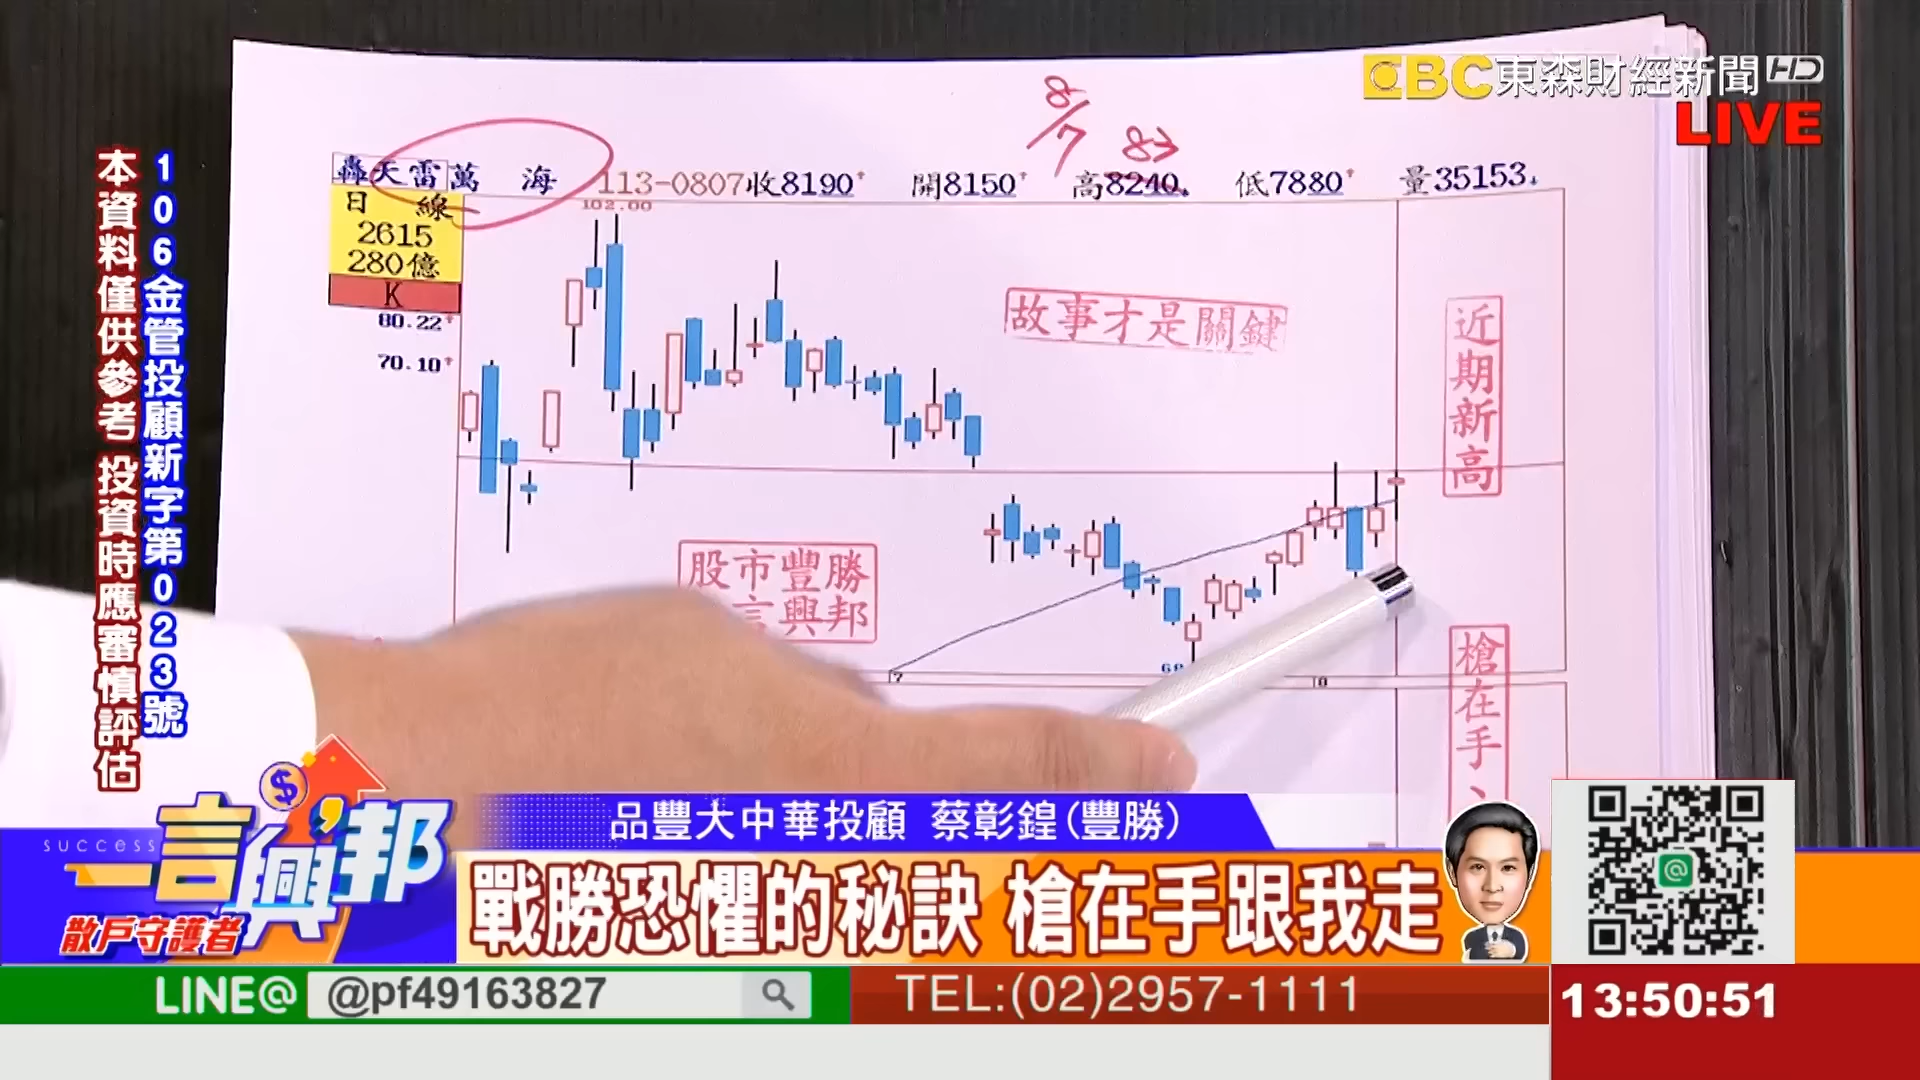 EBC東森財經新聞HD
LIVE
8/7
83
轟天雷萬 海 113-0807收8190 開8150 高8240 低7880 量35153
日 線
2615
280億
K
80.22
70.10
102.00
故事才是關鍵
近期新高
股市豐勝
言興邦
槍在手、
68
7
8
106金管投顧新字第023號
本資料僅供參考 投資時應審慎評估
success
一言興邦
散戶守護者
品豐大中華投顧 蔡彰鍠(豐勝)
戰勝恐懼的秘訣 槍在手跟我走
LINE@ @pf49163827
TEL:(02)2957-1111
13:50:51